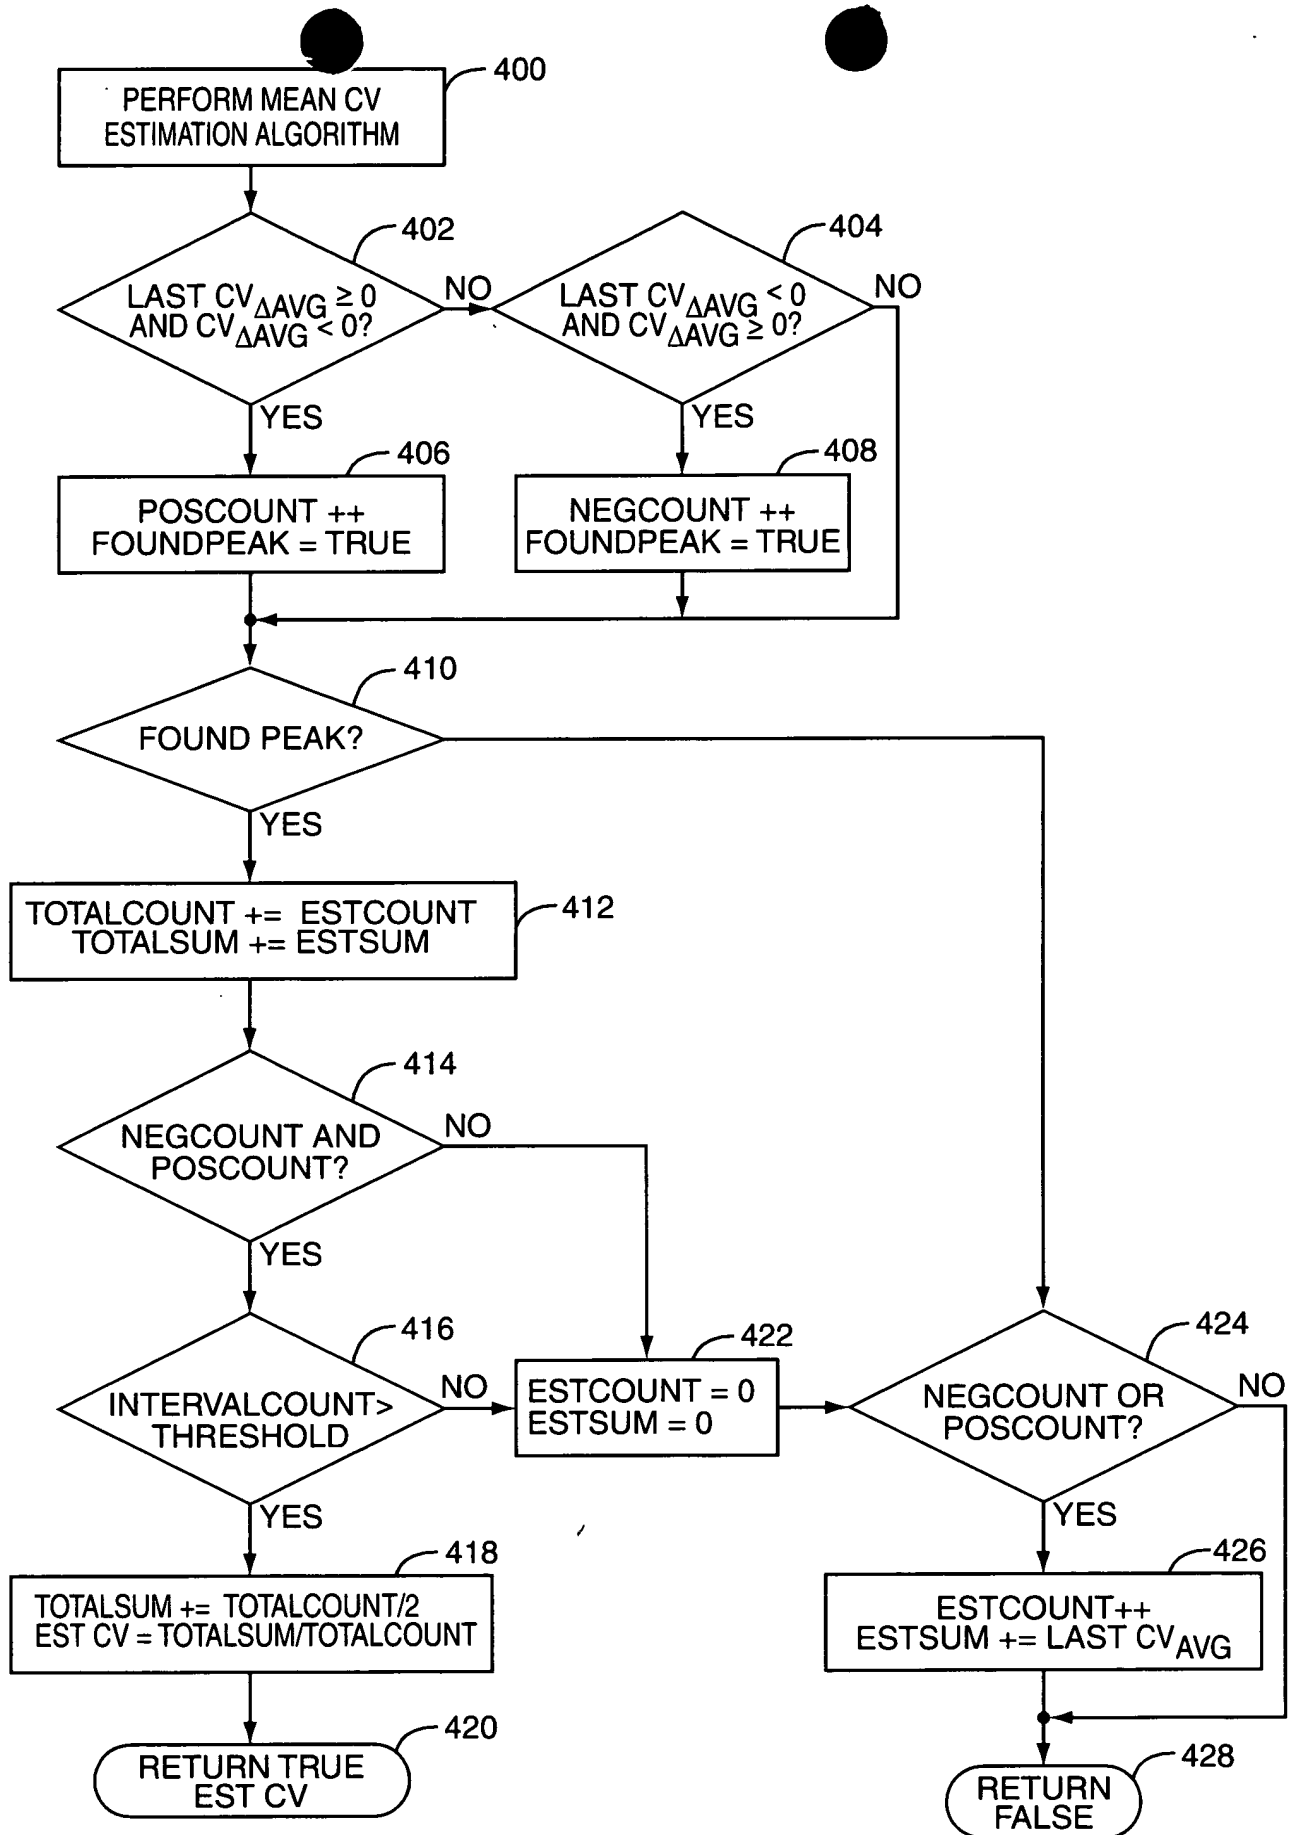 400
PERFORM MEAN CV
ESTIMATION ALGORITHM
402
LAST CVΔAVG ≥ 0
AND CVΔAVG < 0?
NO
YES
404
LAST CVΔAVG < 0
AND CVΔAVG ≥ 0?
NO
YES
406
POSCOUNT ++
FOUNDPEAK = TRUE
408
NEGCOUNT ++
FOUNDPEAK = TRUE
410
FOUND PEAK?
YES
412
TOTALCOUNT += ESTCOUNT
TOTALSUM += ESTSUM
414
NEGCOUNT AND
POSCOUNT?
NO
YES
416
INTERVALCOUNT>
THRESHOLD
NO
YES
422
ESTCOUNT = 0
ESTSUM = 0
424
NEGCOUNT OR
POSCOUNT?
NO
YES
418
TOTALSUM += TOTALCOUNT/2
EST CV = TOTALSUM/TOTALCOUNT
426
ESTCOUNT++
ESTSUM += LAST CVAVG
420
RETURN TRUE
EST CV
428
RETURN
FALSE